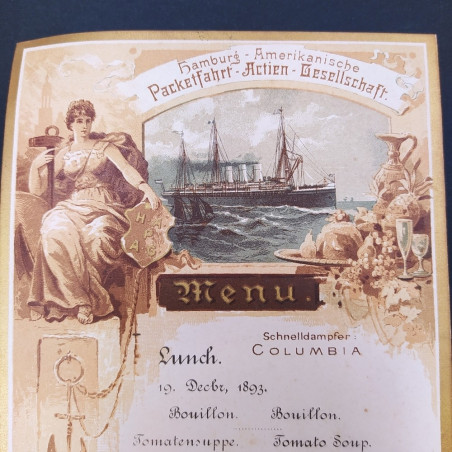 Hamburg - Amerikanische
Packetfahrt - Actien - Gesellschaft.
H A
Menu.
Schnelldampfer:
COLUMBIA
Lunch.
19. Decbr, 1893.
Bouillon. Bouillon.
Tomatensuppe. Tomato Soup.